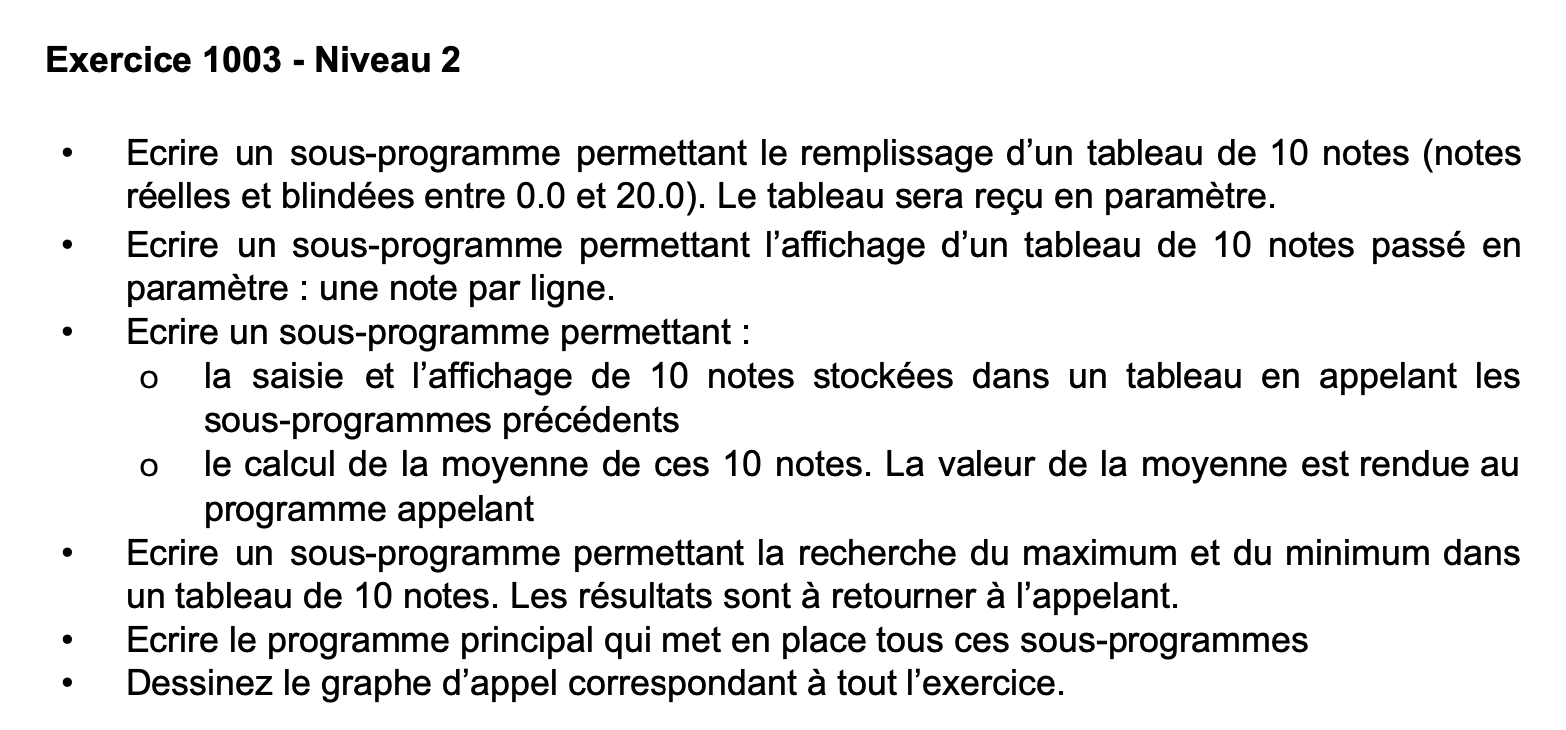 Exercice 1003 - Niveau 2
• Ecrire un sous-programme permettant le remplissage d’un tableau de 10 notes (notes
réelles et blindées entre 0.0 et 20.0). Le tableau sera reçu en paramètre.
• Ecrire un sous-programme permettant l’affichage d’un tableau de 10 notes passé en
paramètre : une note par ligne.
• Ecrire un sous-programme permettant :
o la saisie et l’affichage de 10 notes stockées dans un tableau en appelant les
sous-programmes précédents
o le calcul de la moyenne de ces 10 notes. La valeur de la moyenne est rendue au
programme appelant
• Ecrire un sous-programme permettant la recherche du maximum et du minimum dans
un tableau de 10 notes. Les résultats sont à retourner à l’appelant.
• Ecrire le programme principal qui met en place tous ces sous-programmes
• Dessinez le graphe d’appel correspondant à tout l’exercice.